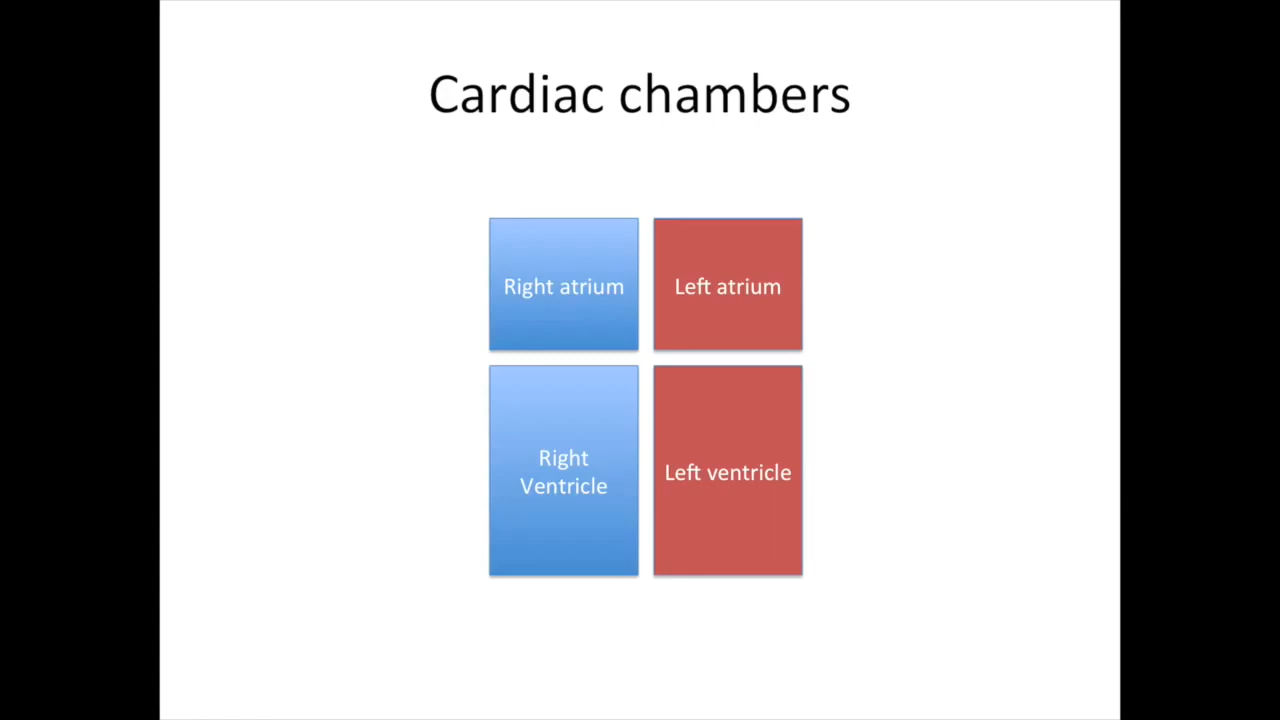 Cardiac chambers
Right atrium
Left atrium
Right
Ventricle
Left ventricle